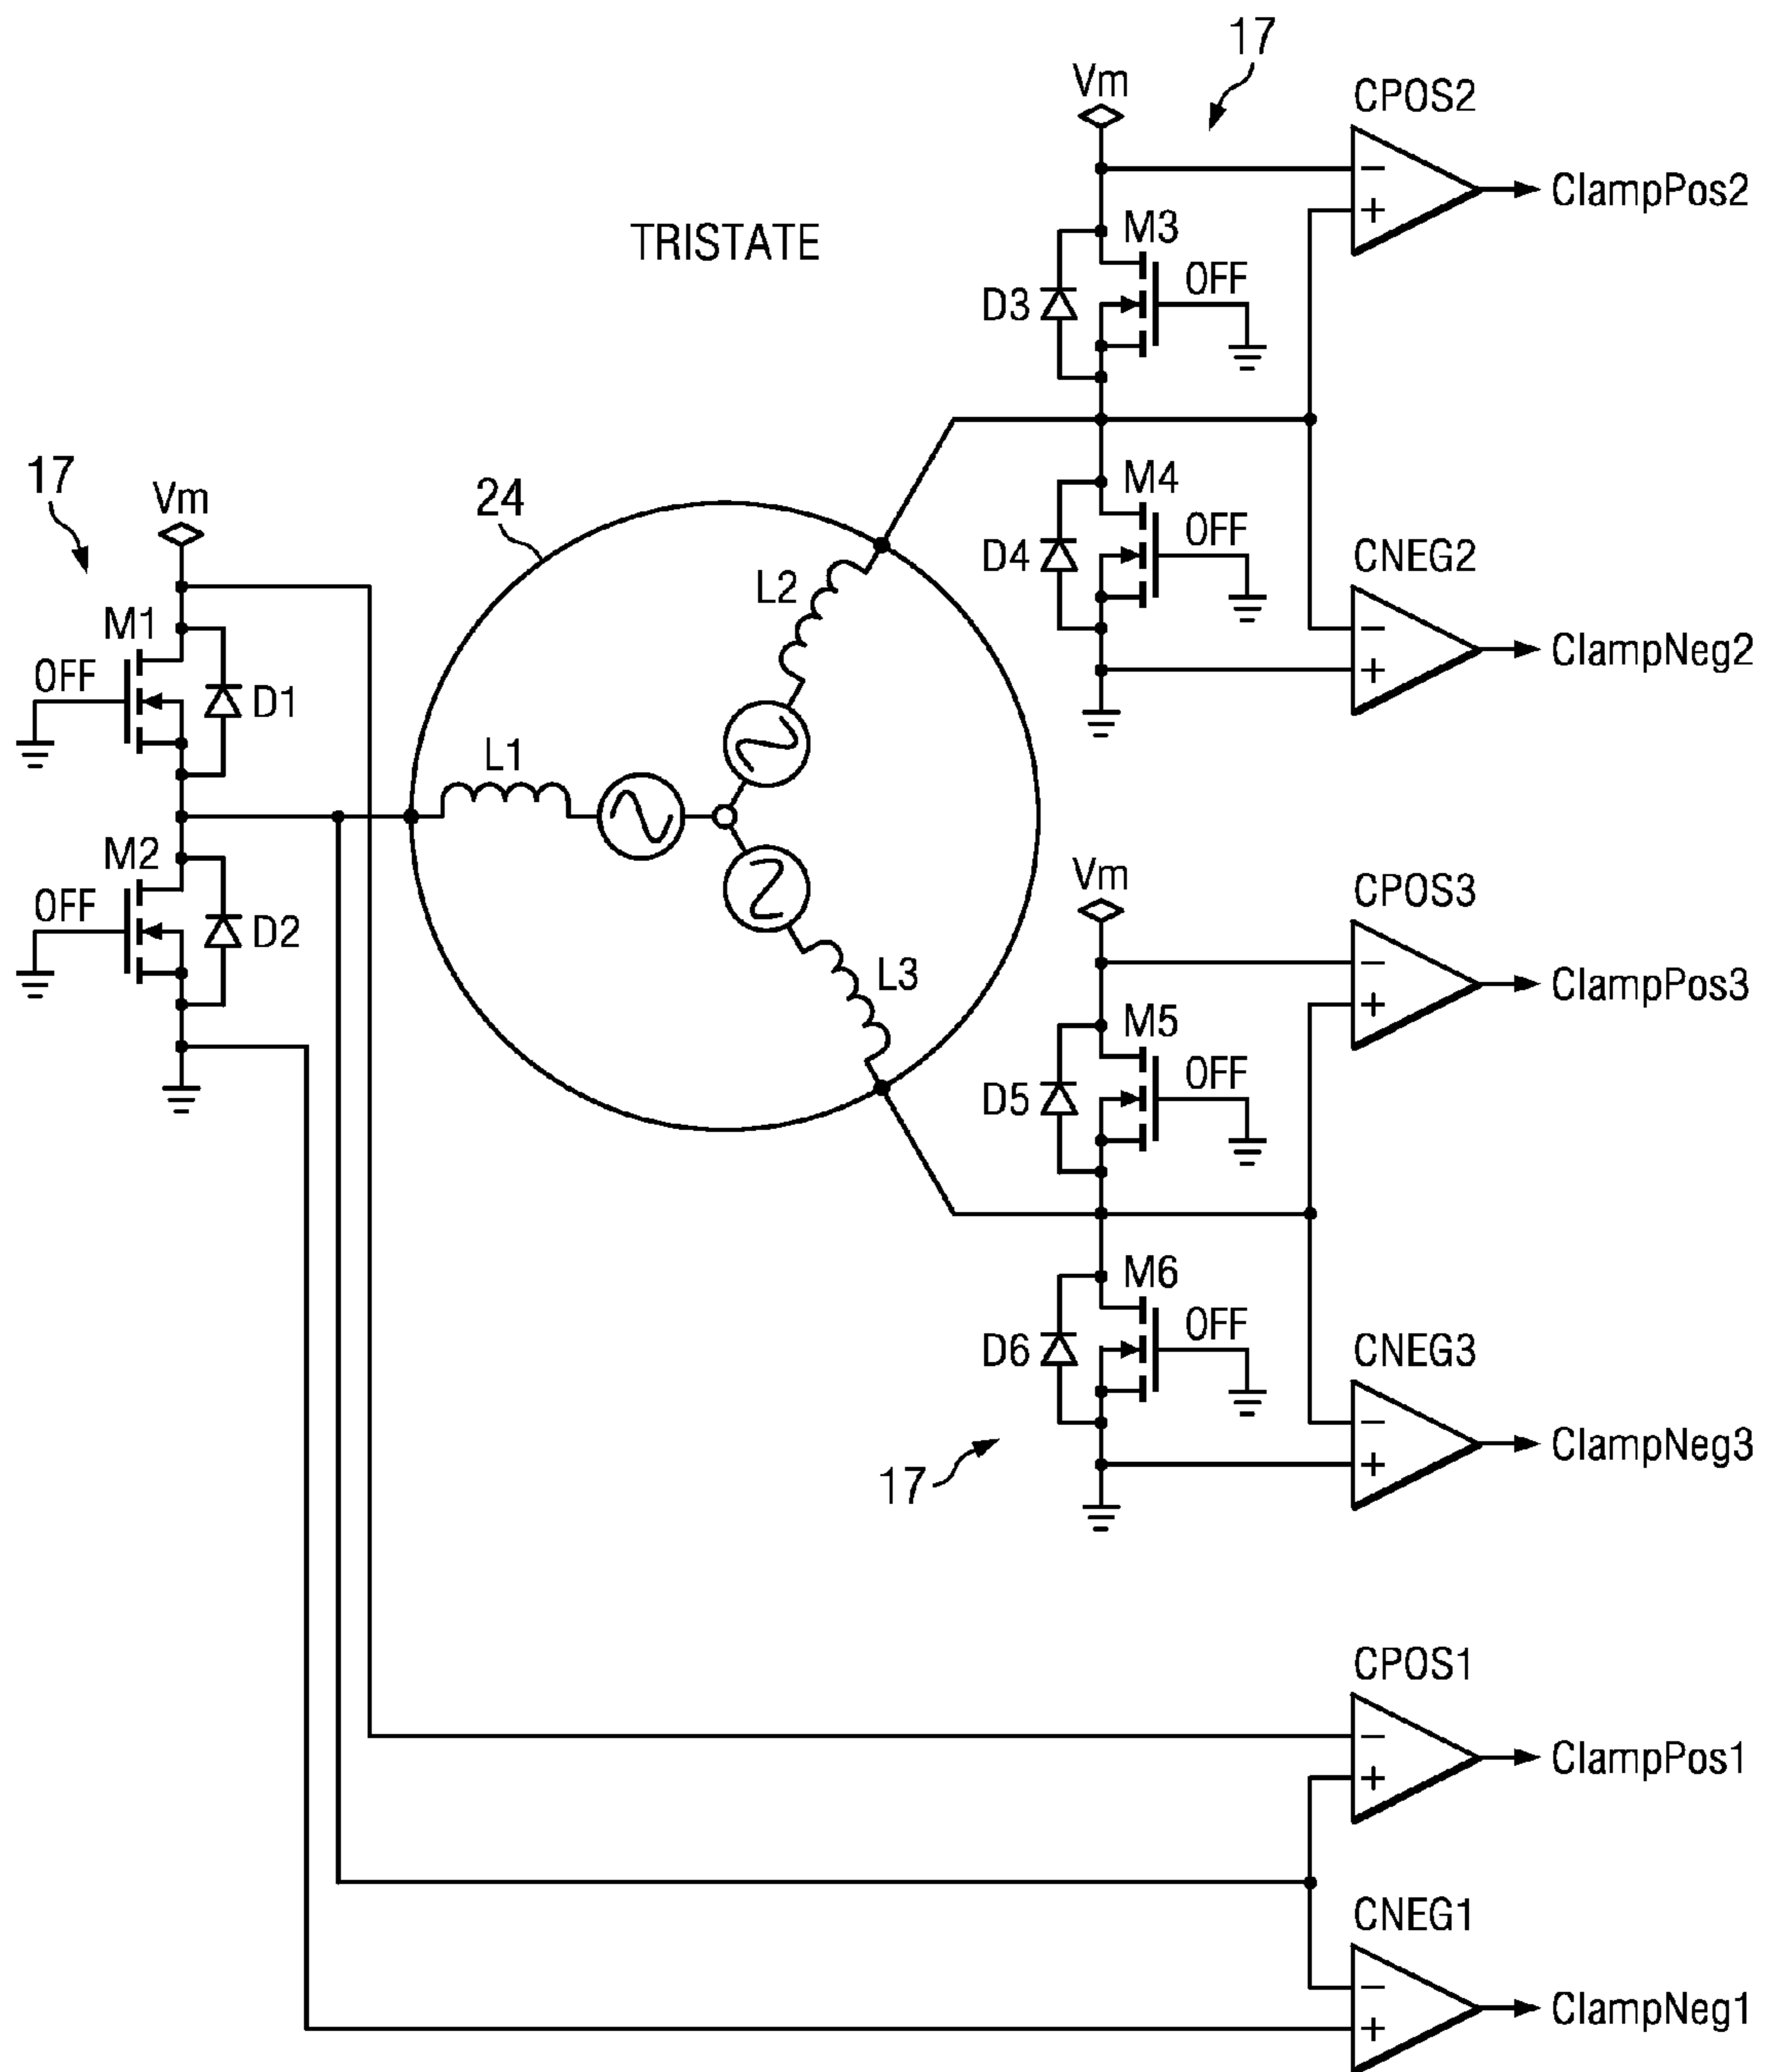 17
Vm
CPOS2
−
+
ClampPos2
TRISTATE
M3
OFF
D3
M4
OFF
D4
CNEG2
−
+
ClampNeg2
17
Vm
24
L2
M1
OFF
D1
L1
M2
OFF
D2
L3
Vm
CPOS3
−
+
ClampPos3
M5
OFF
D5
M6
OFF
D6
CNEG3
−
+
ClampNeg3
17
CPOS1
−
+
ClampPos1
CNEG1
−
+
ClampNeg1